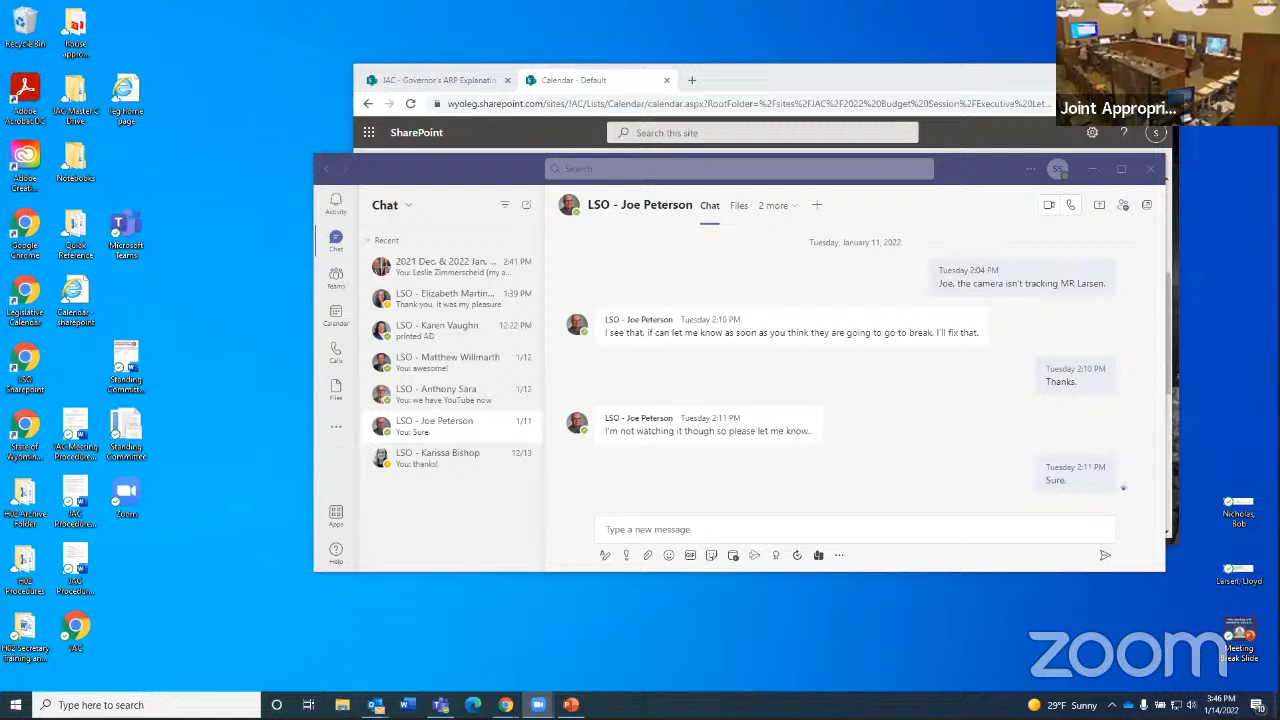 Recycle Bin
house appro...
Adobe Acrobat DC
JAC Master G Drive
leg home page
Adobe Creati...
Notebooks
Google Chrome
Quick Reference
Microsoft Teams
Legislative Calendar
Calendar - sharepoint
LSO Sharepoint
Standing Committ...
State of Wyomin...
JAC Meeting Procedure...
Standing Committee
H02 Archive Folder
JAC Procedure...
Zoom
H02 Procedures
JAC Procedur...
H02 Secretary Training an...
JAC
JAC - Governor's ARP Explanatio
Calendar - Default
wyoleg.sharepoint.com/sites/JAC/Lists/Calendar/calendar.aspx?RootFolder=%2Fsites%2FJAC%2F2022%20Budget%20Session%2FExecutive%20Let...
Joint Appropri...
SharePoint
Search this site
S
Search
SS
Activity
Chat
Teams
Calendar
Calls
Files
Apps
Help
Chat
Recent
2021 Dec. & 2022 Jan. ... 2:41 PM
You: Leslie Zimmerscheid (my a...
LSO - Elizabeth Martin... 1:39 PM
Thank you, it was my pleasure
LSO - Karen Vaughn 12:22 PM
printed AD
LSO - Matthew Willmarth 1/12
You: awesome!
LSO - Anthony Sara 1/12
You: we have YouTube now
LSO - Joe Peterson 1/11
You: Sure.
LSO - Karissa Bishop 12/13
You: thanks!
LSO - Joe Peterson Chat Files 2 more
Tuesday, January 11, 2022
Tuesday 2:04 PM
Joe, the camera isn't tracking MR Larsen.
LSO - Joe Peterson Tuesday 2:10 PM
I see that, if can let me know as soon as you think they are going to go to break. I'll fix that.
Tuesday 2:10 PM
Thanks.
LSO - Joe Peterson Tuesday 2:11 PM
I'm not watching it though so please let me know...
Tuesday 2:11 PM
Sure.
Type a new message
GIF
Nicholas, Bob
Larsen, Lloyd
Meeting Break Slide
zoom
Type here to search
29°F Sunny
3:46 PM
1/14/2022